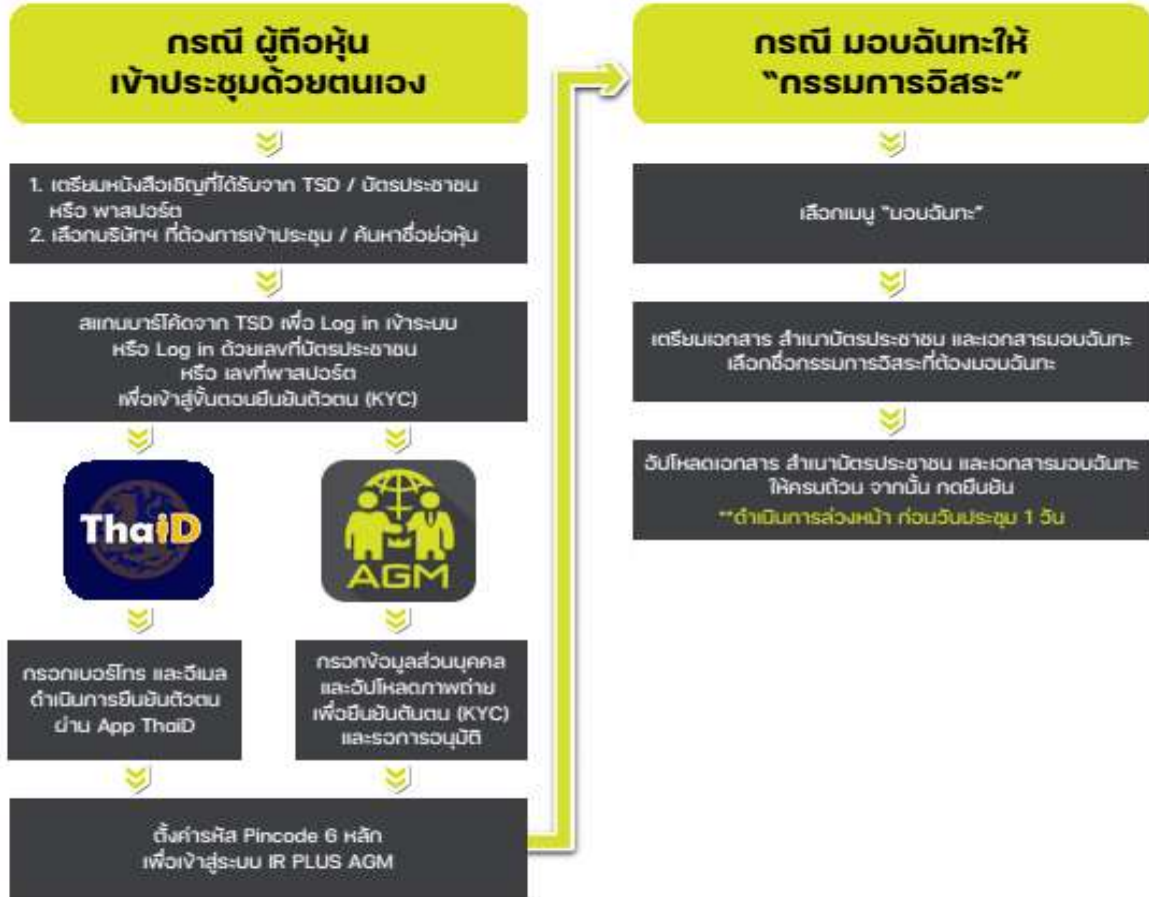 กรณี ผู้ถือหุ้น
เข้าประชุมด้วยตนเอง
1. เตรียมหนังสือเชิญที่ได้รับจาก TSD / บัตรประชาชน
หรือ พาสปอร์ต
2. เลือกบริษัทฯ ที่ต้องการเข้าประชุม / ค้นหาชื่อย่อหุ้น
สแกนบาร์โค้ดจาก TSD เพื่อ Log in เข้าระบบ
หรือ Log in ด้วยเลขที่บัตรประชาชน
หรือ เลขที่พาสปอร์ต
เพื่อเข้าสู่ขั้นตอนยืนยันตัวตน (KYC)
ThaiD
กรอกเบอร์โทร และอีเมล
ดำเนินการยืนยันตัวตน
ผ่าน App ThaiD
AGM
กรอกข้อมูลส่วนบุคคล
และอัปโหลดภาพถ่าย
เพื่อยืนยันตันตน (KYC)
และรอการอนุมัติ
ตั้งค่ารหัส Pincode 6 หลัก
เพื่อเข้าสู่ระบบ IR PLUS AGM
กรณี มอบฉันทะให้
“กรรมการอิสระ”
เลือกเมนู “มอบฉันทะ”
เตรียมเอกสาร สำเนาบัตรประชาชน และเอกสารมอบฉันทะ
เลือกชื่อกรรมการอิสระที่ต้องมอบฉันทะ
อัปโหลดเอกสาร สำเนาบัตรประชาชน และเอกสารมอบฉันทะ
ให้ครบถ้วน จากนั้น กดยืนยัน
**ดำเนินการล่วงหน้า ก่อนวันประชุม 1 วัน